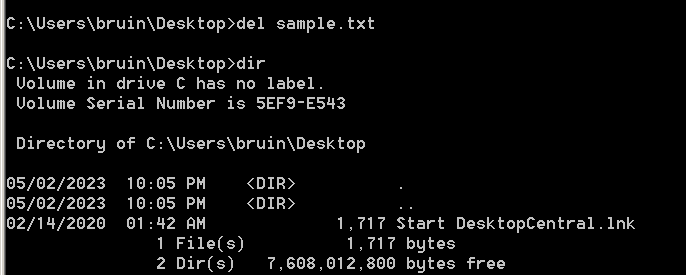 C:\Users\bruin\Desktop>del sample.txt
C:\Users\bruin\Desktop>dir
Volume in drive C has no label.
Volume Serial Number is 5EF9-E543
Directory of C:\Users\bruin\Desktop
05/02/2023  10:05 PM    <DIR>          .
05/02/2023  10:05 PM    <DIR>          ..
02/14/2020  01:42 AM             1,717 Start DesktopCentral.lnk
1 File(s)          1,717 bytes
2 Dir(s)   7,608,012,800 bytes free